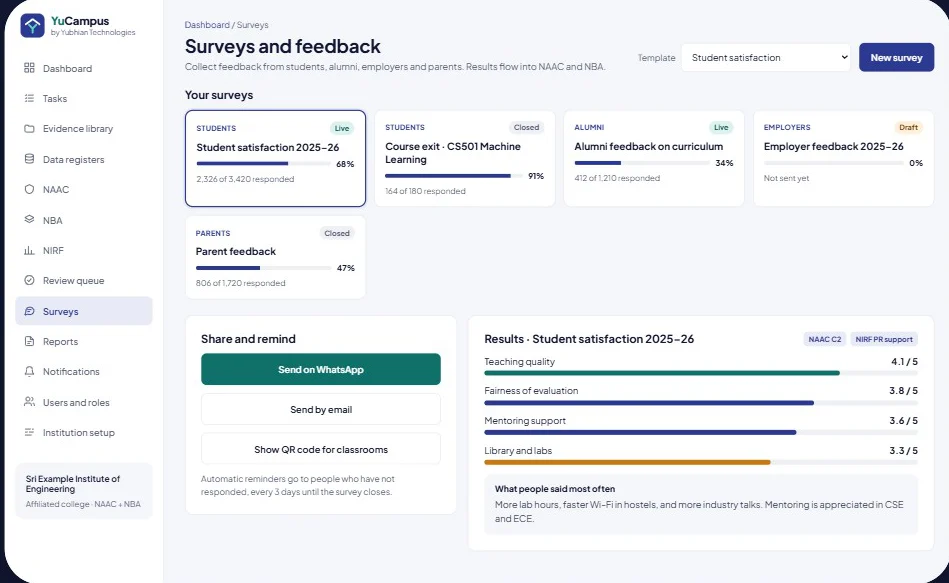 YuCampus
by Yubhian Technologies
Dashboard
Tasks
Evidence library
Data registers
NAAC
NBA
NIRF
Review queue
Surveys
Reports
Notifications
Users and roles
Institution setup
Sri Example Institute of
Engineering
Affiliated college · NAAC + NBA
Dashboard / Surveys
Surveys and feedback
Collect feedback from students, alumni, employers and parents. Results flow into NAAC and NBA.
Template
Student satisfaction
New survey
Your surveys
STUDENTS
Live
Student satisfaction 2025–26
68%
2,326 of 3,420 responded
STUDENTS
Closed
Course exit · CS501 Machine
Learning
91%
164 of 180 responded
ALUMNI
Live
Alumni feedback on curriculum
34%
412 of 1,210 responded
EMPLOYERS
Draft
Employer feedback 2025–26
0%
Not sent yet
PARENTS
Closed
Parent feedback
47%
806 of 1,720 responded
Share and remind
Send on WhatsApp
Send by email
Show QR code for classrooms
Automatic reminders go to people who have not
responded, every 3 days until the survey closes.
Results · Student satisfaction 2025–26
NAAC C2
NIRF PR support
Teaching quality
4.1 / 5
Fairness of evaluation
3.8 / 5
Mentoring support
3.6 / 5
Library and labs
3.3 / 5
What people said most often
More lab hours, faster Wi-Fi in hostels, and more industry talks. Mentoring is appreciated in CSE
and ECE.